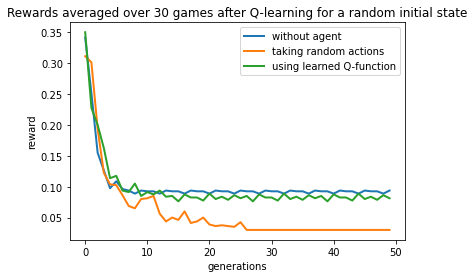 Rewards averaged over 30 games after Q-learning for a random initial state
without agent
taking random actions
using learned Q-function
reward
0.35
0.30
0.25
0.20
0.15
0.10
0.05
0 10 20 30 40 50
generations